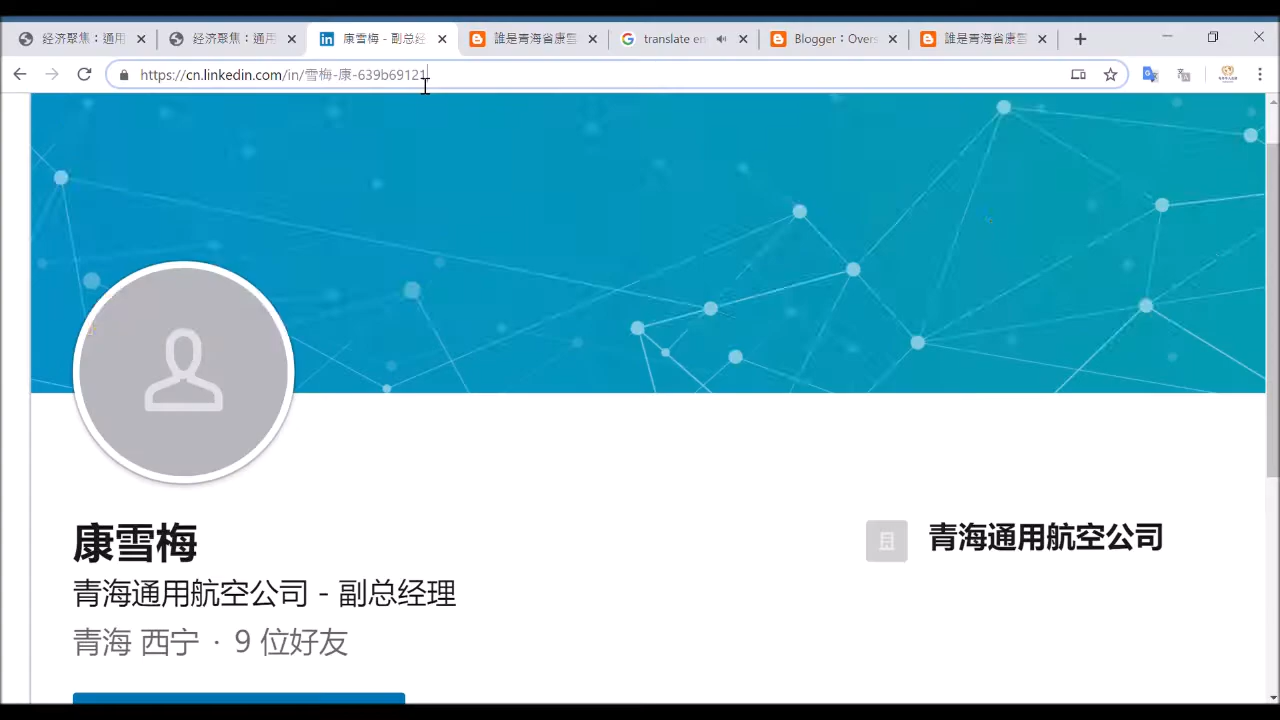 经济聚焦：通用
经济聚焦：通用
康雪梅 - 副总经
誰是青海省康雪
translate en
Blogger：Overs
誰是青海省康雪
https://cn.linkedin.com/in/雪梅-康-639b69121
康雪梅
青海通用航空公司
青海通用航空公司 - 副总经理
青海 西宁 · 9 位好友